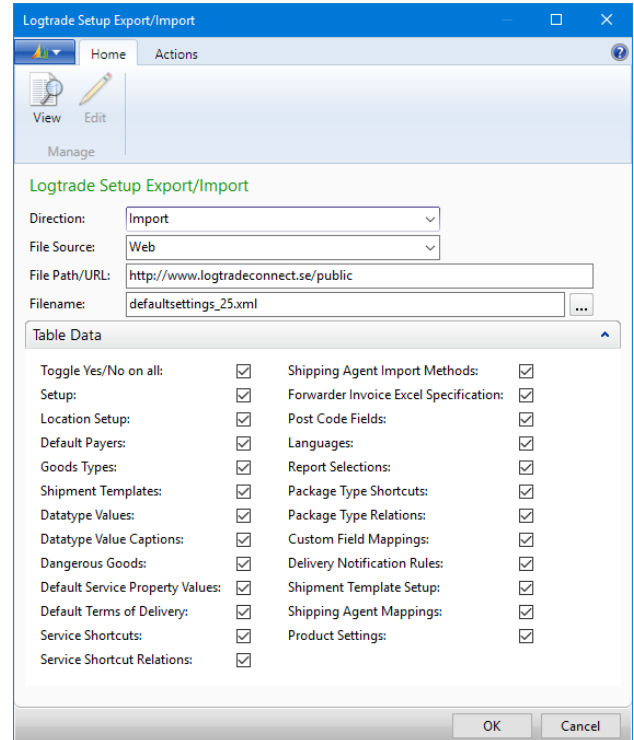 Logtrade Setup Export/Import
Home Actions
View Edit
Manage
Logtrade Setup Export/Import
Direction: Import
File Source: Web
File Path/URL: http://www.logtradeconnect.se/public
Filename: defaultsettings_25.xml ...
Table Data
Toggle Yes/No on all: Shipping Agent Import Methods:
Setup: Forwarder Invoice Excel Specification:
Location Setup: Post Code Fields:
Default Payers: Languages:
Goods Types: Report Selections:
Shipment Templates: Package Type Shortcuts:
Datatype Values: Package Type Relations:
Datatype Value Captions: Custom Field Mappings:
Dangerous Goods: Delivery Notification Rules:
Default Service Property Values: Shipment Template Setup:
Default Terms of Delivery: Shipping Agent Mappings:
Service Shortcuts: Product Settings:
Service Shortcut Relations:
OK Cancel